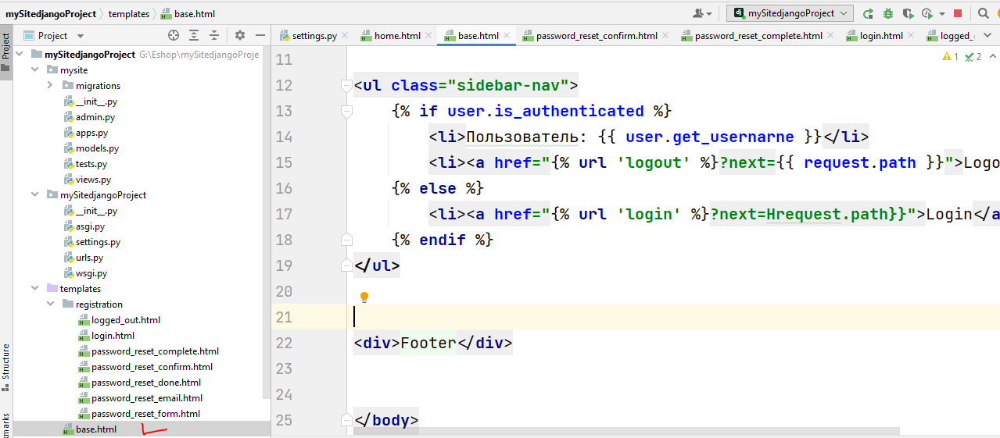 mySitedjangoProject templates base.html mySitedjangoProject
Project settings.py home.html base.html password_reset_confirm.html password_reset_complete.html login.html logged_
Project
mySitedjangoProject G:\Eshop\mySitedjangoProje
mysite
migrations
__init__.py
admin.py
apps.py
models.py
tests.py
views.py
mySitedjangoProject
__init__.py
asgi.py
settings.py
urls.py
wsgi.py
templates
registration
logged_out.html
login.html
password_reset_complete.html
password_reset_confirm.html
password_reset_done.html
password_reset_email.html
password_reset_form.html
base.html
Structure
kmarks
1 2
11
12 <ul class="sidebar-nav">
13 {% if user.is_authenticated %}
14 <li>Пользователь: {{ user.get_usernarne }}</li>
15 <li><a href="{% url 'logout' %}?next={{ request.path }}">Logo
16 {% else %}
17 <li><a href="{% url 'login' %}?next=Hrequest.path}}">Login</a
18 {% endif %}
19 </ul>
20
21
22 <div>Footer</div>
23
24
25 </body>